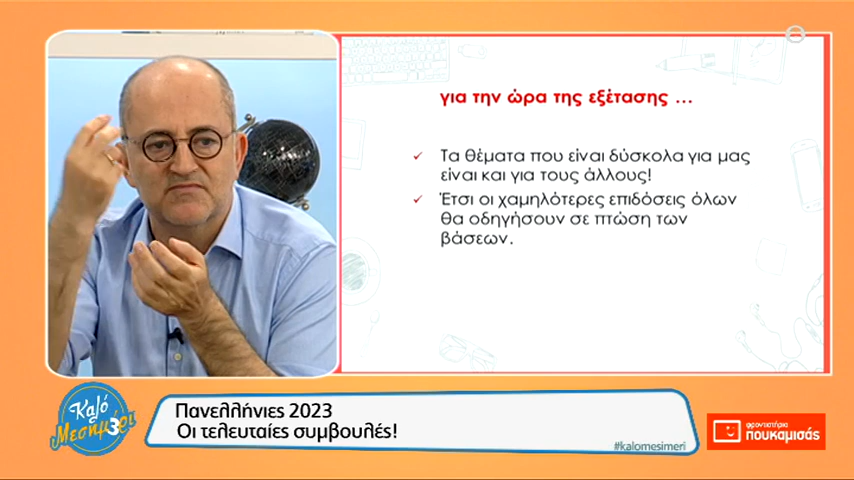 για την ώρα της εξέτασης ...
✓ Τα θέματα που είναι δύσκολα για μας
είναι και για τους άλλους!
✓ Έτσι οι χαμηλότερες επιδόσεις όλων
θα οδηγήσουν σε πτώση των
βάσεων.
Καλό
Μεσημέρι
3
Πανελλήνιες 2023
Οι τελευταίες συμβουλές!
#kalomesimeri
φροντιστήρια
πουκαμισάς